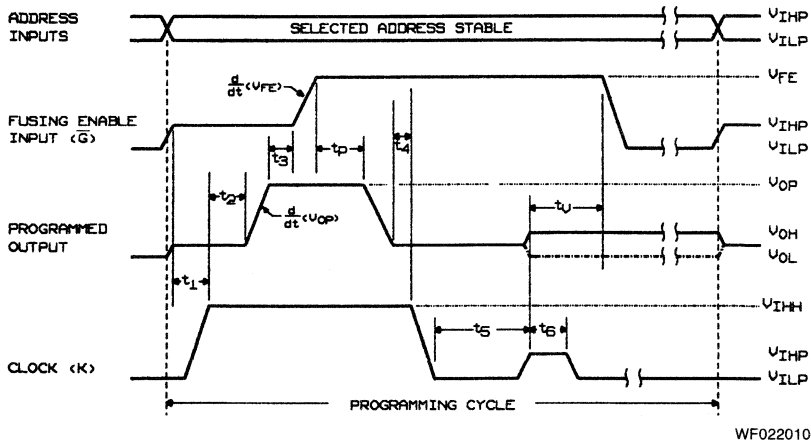 ADDRESS
INPUTS
SELECTED ADDRESS STABLE
VIHP
VILP
d/dt(VFE)
VFE
FUSING ENABLE
INPUT (G̅)
VIHP
VILP
t3
tP
t4
t2
VOP
d/dt(VOP)
tV
PROGRAMMED
OUTPUT
VOH
VOL
t1
VIHH
t5
t6
CLOCK (K)
VIHP
VILP
PROGRAMMING CYCLE
WF022010